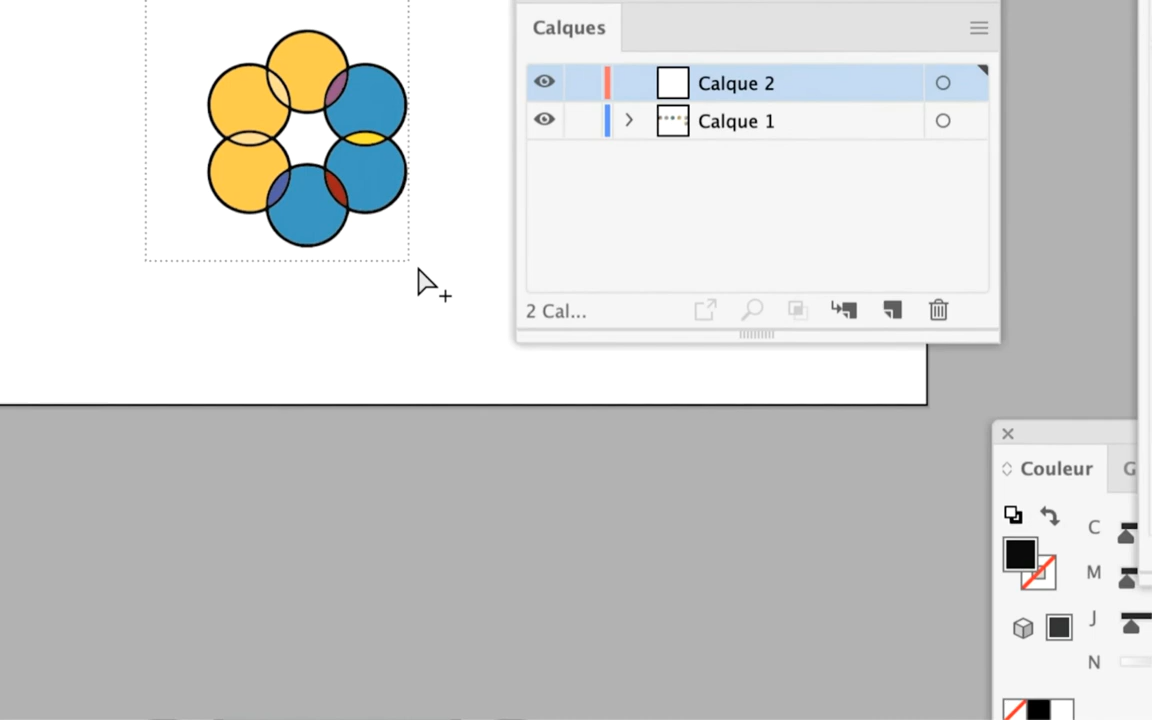 Calques
Calque 2
Calque 1
2 Cal...
Couleur
G
C
M
J
N